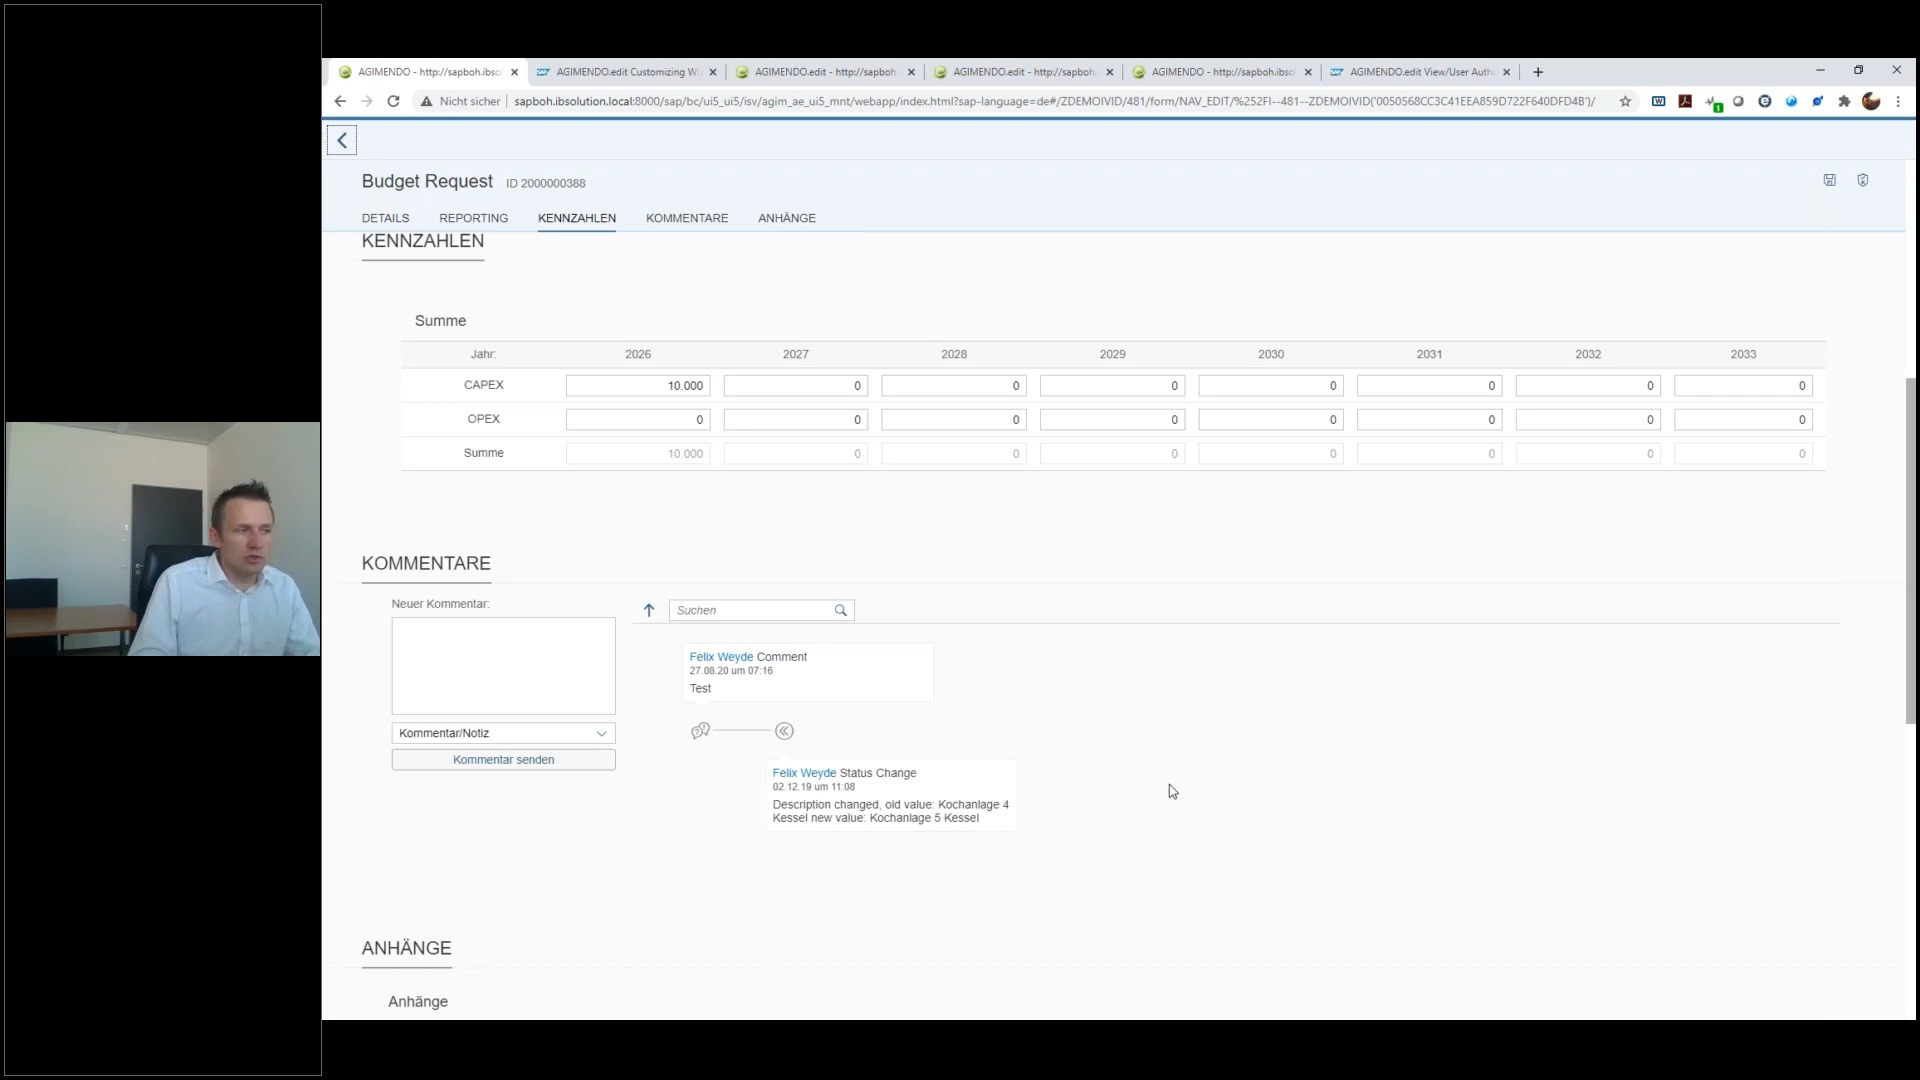 AGIMENDO - http://sapboh.ibso
AGIMENDO.edit Customizing Wi
AGIMENDO.edit - http://sapboh.
AGIMENDO.edit - http://sapboh.
AGIMENDO - http://sapboh.ibso
AGIMENDO.edit View/User Auth
Nicht sicher
sapboh.ibsolution.local:8000/sap/bc/ui5_ui5/isv/agim_ae_ui5_mnt/webapp/index.html?sap-language=de#/ZDEMOIVID/481/form/NAV_EDIT/%252FI--481--ZDEMOIVID('0050568CC3C41EEA859D722F640DFD4B')/
Budget Request ID 2000000388
DETAILS REPORTING KENNZAHLEN KOMMENTARE ANHÄNGE
KENNZAHLEN
Summe
Jahr: 2026 2027 2028 2029 2030 2031 2032 2033
CAPEX 10.000 0 0 0 0 0 0 0
OPEX 0 0 0 0 0 0 0 0
Summe 10.000 0 0 0 0 0 0 0
KOMMENTARE
Neuer Kommentar:
Kommentar/Notiz
Kommentar senden
Suchen
Felix Weyde Comment
27.08.20 um 07:16
Test
Felix Weyde Status Change
02.12.19 um 11:08
Description changed, old value: Kochanlage 4
Kessel new value: Kochanlage 5 Kessel
ANHÄNGE
Anhänge